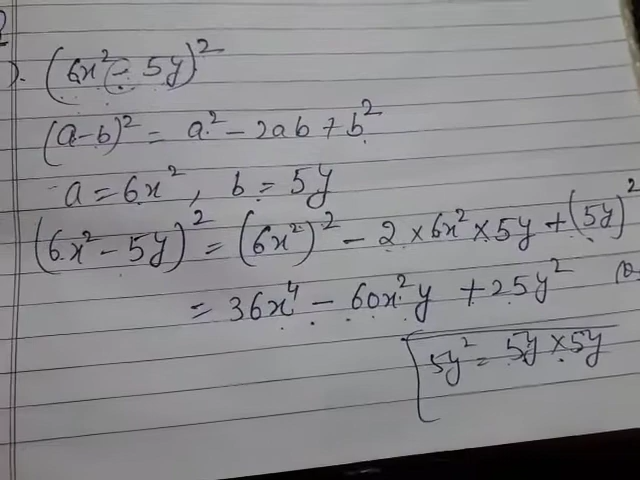 (6x² - 5y)²
(a-b)² = a² - 2ab + b²
a = 6x², b = 5y
(6x² - 5y)² = (6x²)² - 2 × 6x² × 5y + (5y)²
= 36x⁴ - 60x²y + 25y²
5y² = 5y × 5y